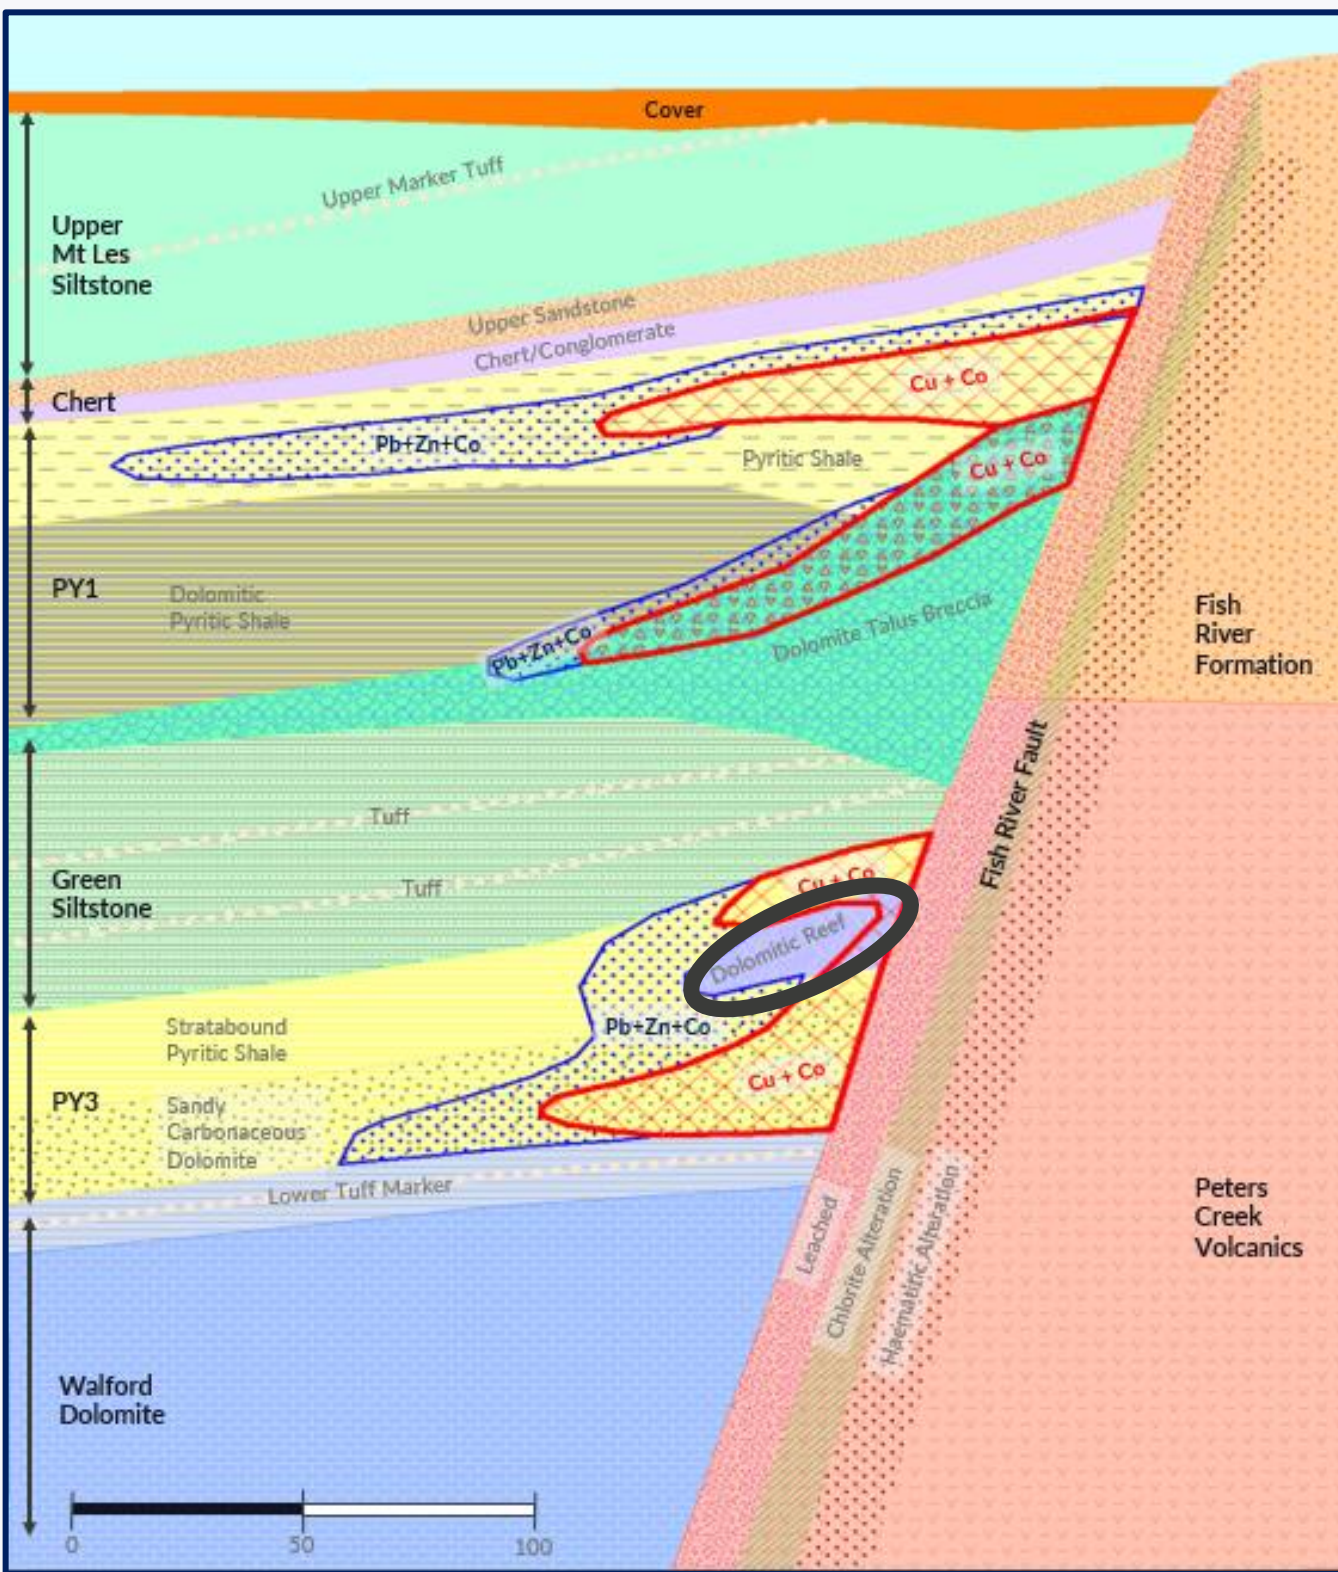 Cover
Upper Marker Tuff
Upper
Mt Les
Siltstone
Upper Sandstone
Chert/Conglomerate
Chert
Cu + Co
Pb+Zn+Co
Pyritic Shale
Cu + Co
PY1
Dolomitic
Pyritic Shale
Pb+Zn+Co
Dolomite Talus Breccia
Fish
River
Formation
Fish River Fault
Tuff
Tuff
Green
Siltstone
Cu + Co
Dolomitic Reef
Stratabound
Pyritic Shale
Pb+Zn+Co
Cu + Co
PY3
Sandy
Carbonaceous
Dolomite
Lower Tuff Marker
Leached
Chlorite Alteration
Haematitic Alteration
Peters
Creek
Volcanics
Walford
Dolomite
0 50 100